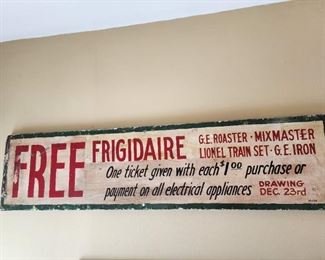 FREE
FRIGIDAIRE
G.E. ROASTER · MIXMASTER
LIONEL TRAIN SET · G.E. IRON
One ticket given with each $1.00 purchase or
payment on all electrical appliances
DRAWING
DEC. 23rd